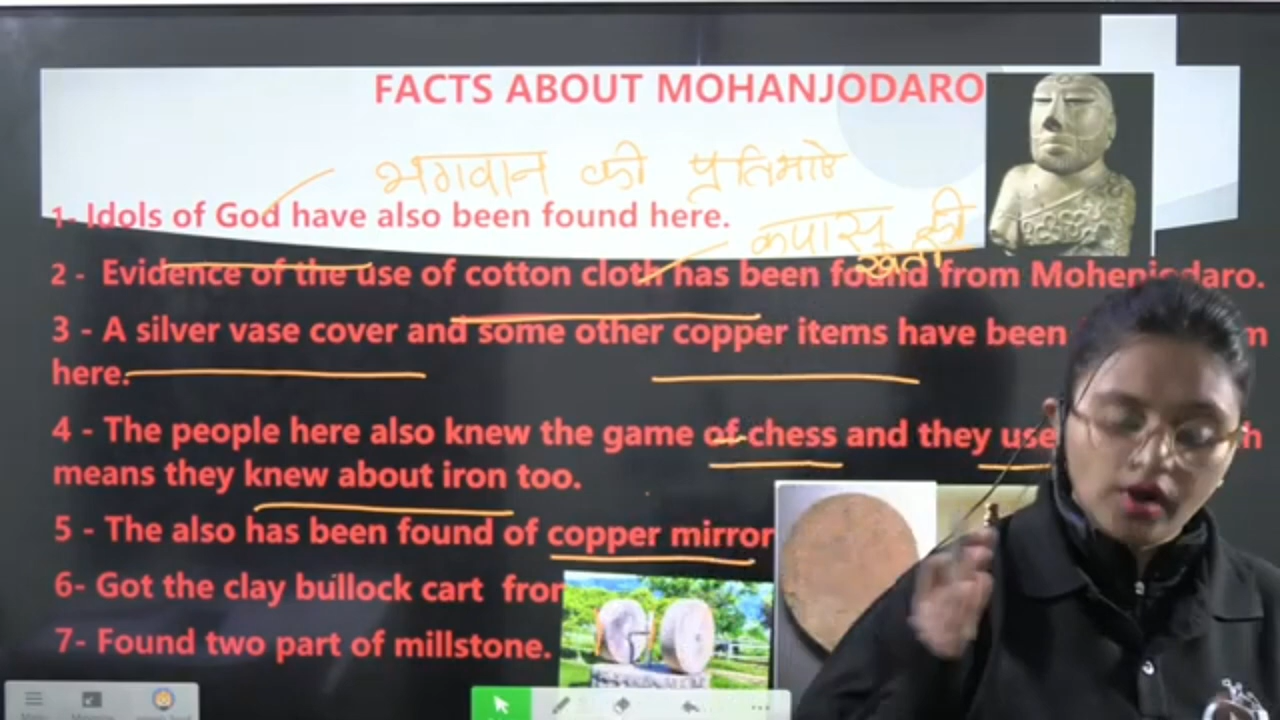 FACTS ABOUT MOHANJODARO
भगवान की प्रतिमाऐ
1- Idols of God have also been found here.
कपास
2 - Evidence of the use of cotton cloth has been found from Mohenjodaro.
3 - A silver vase cover and some other copper items have been
here.
4 - The people here also knew the game of chess and they use
means they knew about iron too.
5 - The also has been found of copper mirror
6- Got the clay bullock cart from
7- Found two part of millstone.